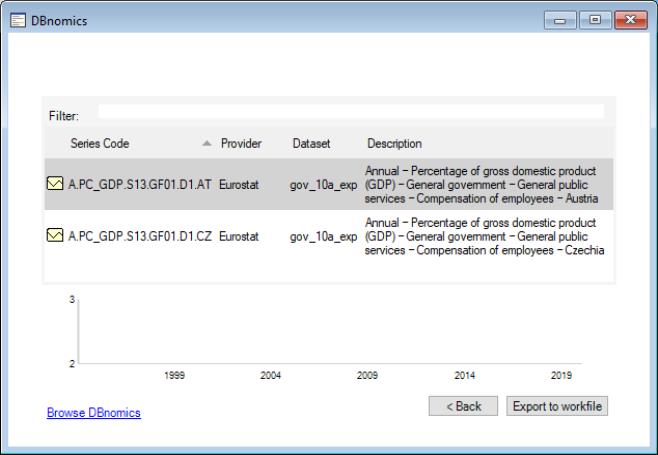 DBnomics
Filter:
Series Code Provider Dataset Description
A.PC_GDP.S13.GF01.D1.AT Eurostat gov_10a_exp Annual – Percentage of gross domestic product
(GDP) – General government – General public
services – Compensation of employees – Austria
A.PC_GDP.S13.GF01.D1.CZ Eurostat gov_10a_exp Annual – Percentage of gross domestic product
(GDP) – General government – General public
services – Compensation of employees – Czechia
3
2
1999 2004 2009 2014 2019
Browse DBnomics
< Back Export to workfile